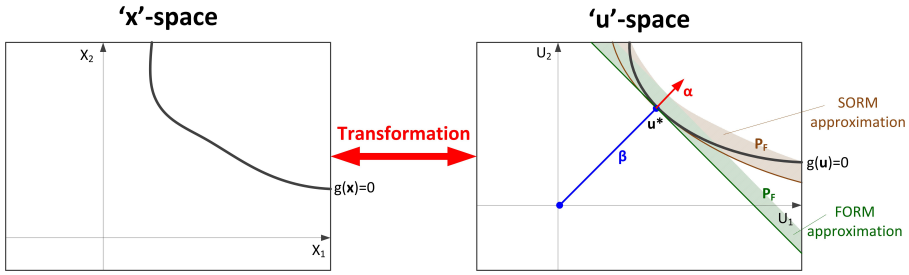 ‘x’-space
X2
g(x)=0
X1
Transformation
‘u’-space
U2
α
u*
β
SORM
approximation
PF
g(u)=0
PF
U1
FORM
approximation